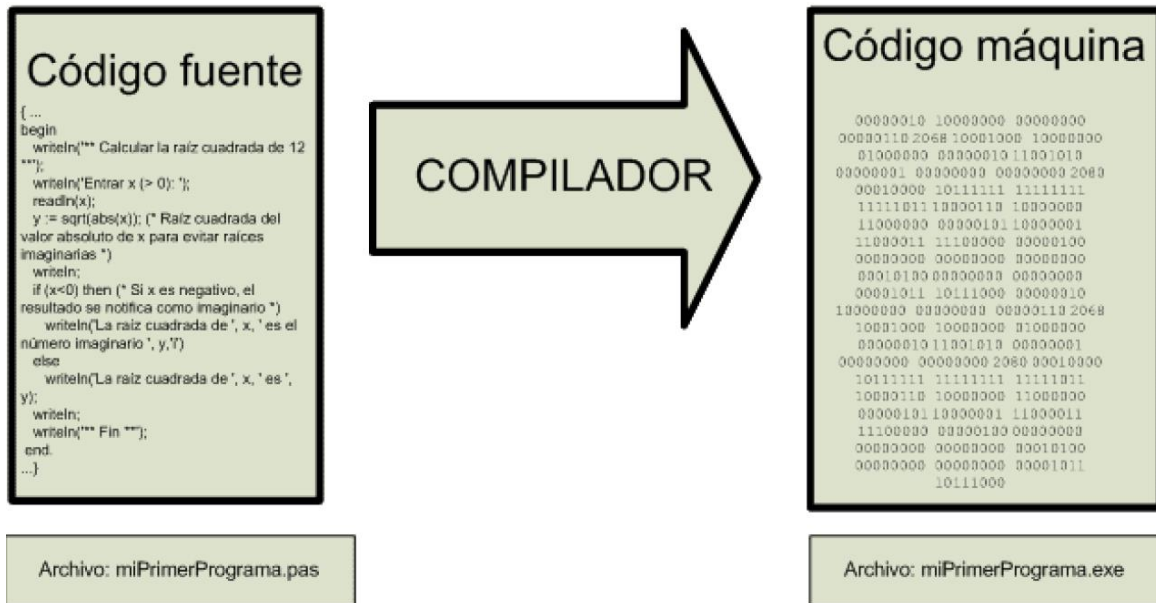 Código fuente
{ ...
begin
writeln('** Calcular la raíz cuadrada de 12
**');
writeln('Entrar x (> 0): ');
readln(x);
y := sqrt(abs(x)); (* Raíz cuadrada del
valor absoluto de x para evitar raíces
imaginarias *)
writeln;
if (x<0) then (* Si x es negativo, el
resultado se notifica como imaginario *)
writeln('La raíz cuadrada de ', x, ' es el
número imaginario ', y,'i')
else
writeln('La raíz cuadrada de ', x, ' es ',
y);
writeln;
writeln('** Fin **');
end.
...}
Archivo: miPrimerPrograma.pas
COMPILADOR
Código máquina
00000010 10000000 00000000
00000110 2068 10001000 10000000
01000000 00000010 11001010
00000001 00000000 00000000 2080
00010000 10111111 11111111
11111011 10000110 10000000
11000000 00000101 10000001
11000011 11100000 00000100
00000000 00000000 00000000
00010100 00000000 00000000
00001011 10111000 00000010
10000000 00000000 00000110 2068
10001000 10000000 01000000
00000010 11001010 00000001
00000000 00000000 2080 00010000
10111111 11111111 11111011
10000110 10000000 11000000
00000101 10000001 11000011
11100000 00000100 00000000
00000000 00000000 00010100
00000000 00000000 00001011
10111000
Archivo: miPrimerPrograma.exe